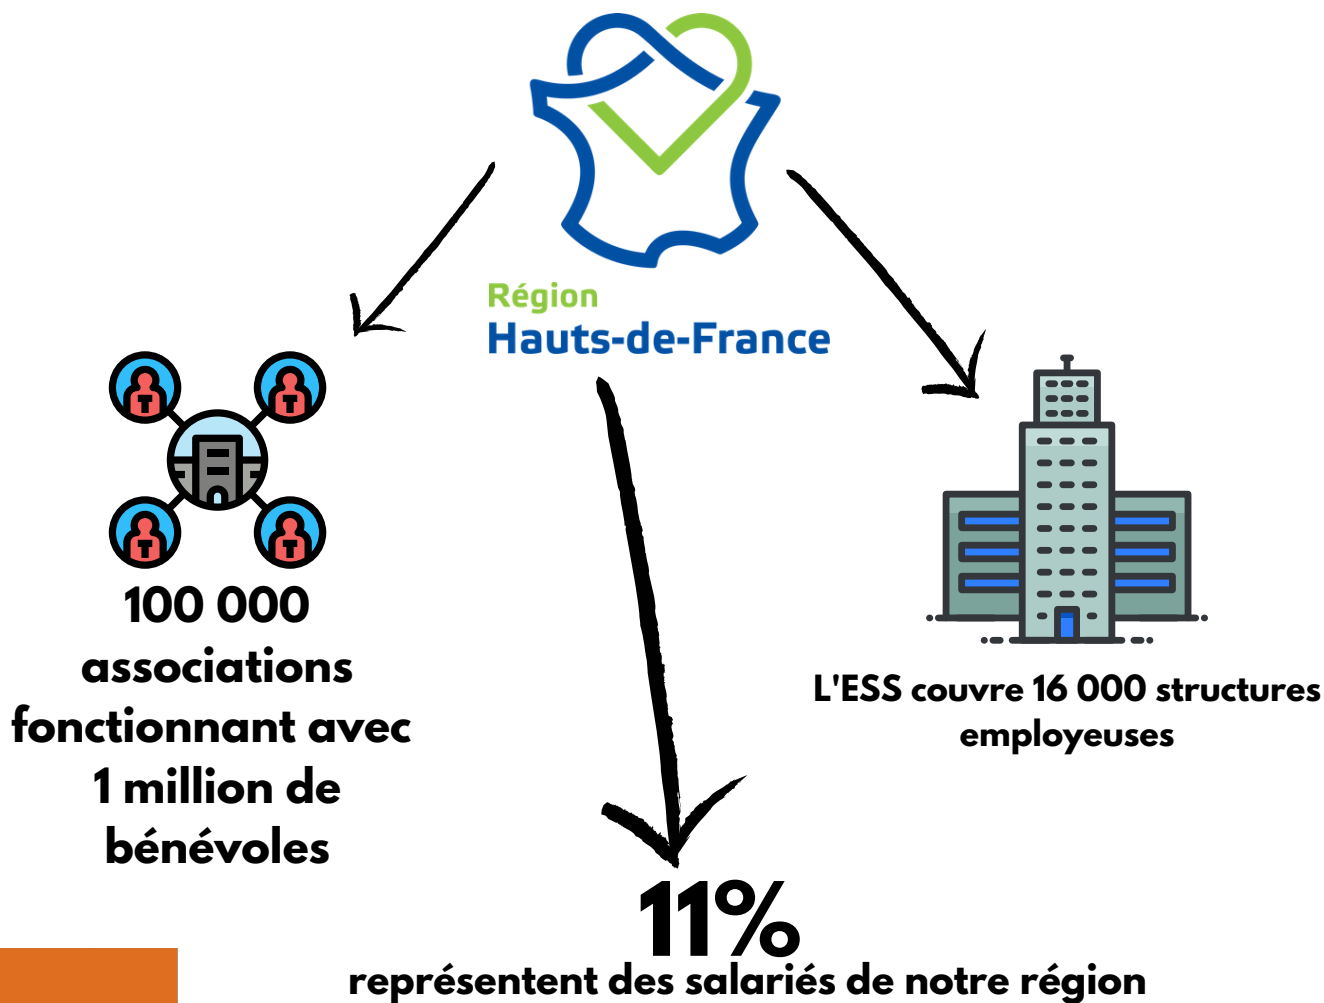 Région
Hauts-de-France
100 000
associations
fonctionnant avec
1 million de
bénévoles
L'ESS couvre 16 000 structures
employeuses
11%
représentent des salariés de notre région